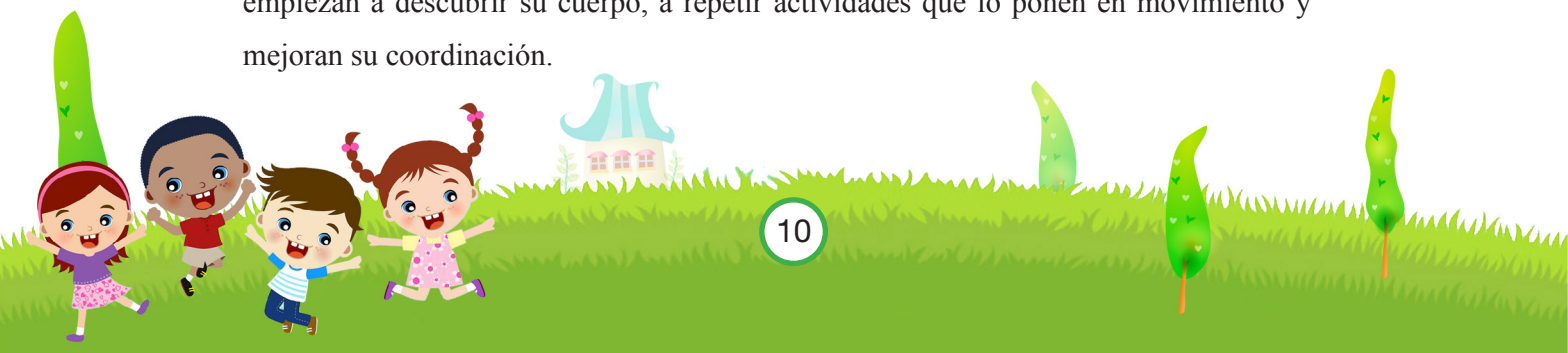 empiezan a descubrir su cuerpo, a repetir actividades que lo ponen en movimiento y
mejoran su coordinación.
10